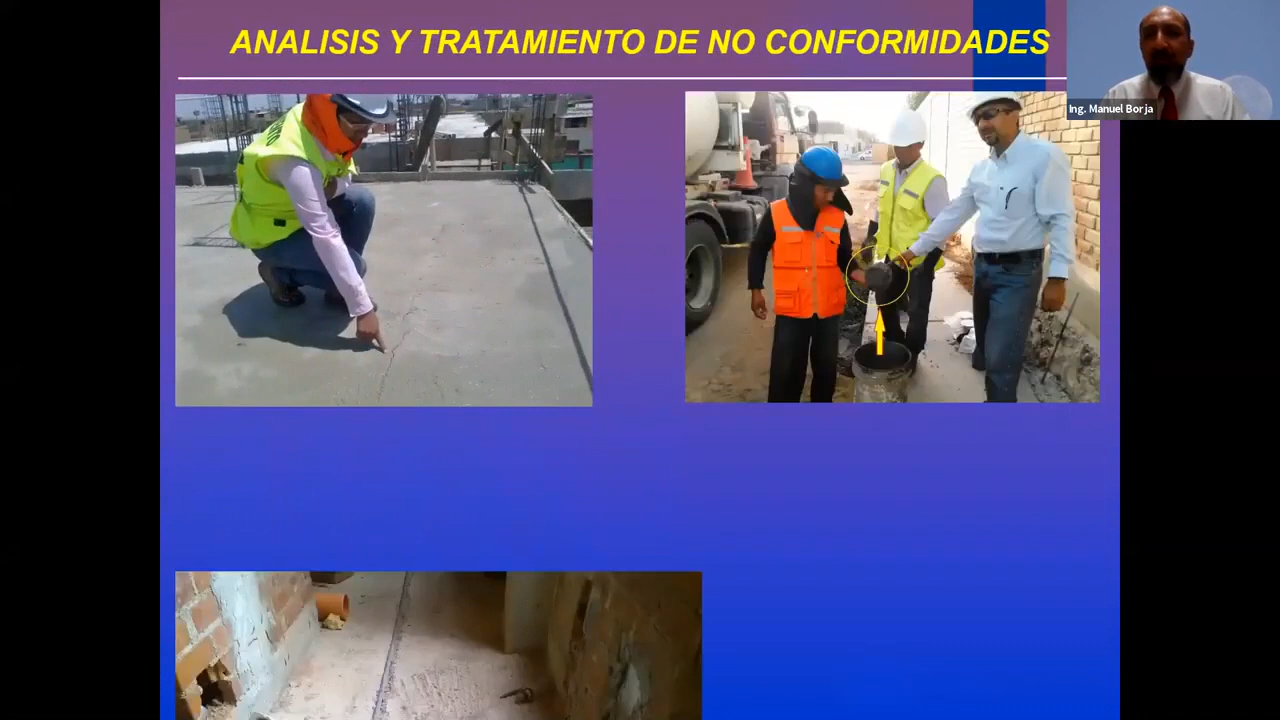 ANALISIS Y TRATAMIENTO DE NO CONFORMIDADES
Ing. Manuel Borja